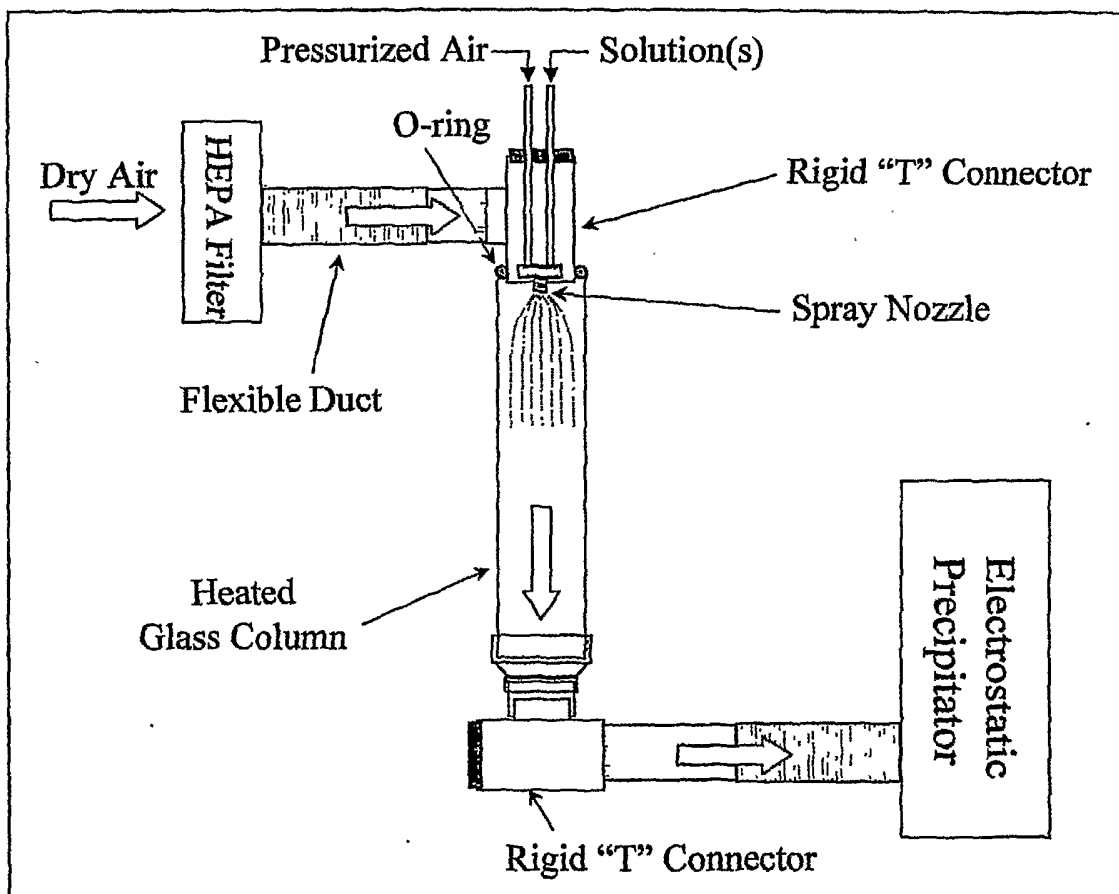 Pressurized Air
Solution(s)
O-ring
HEPA Filter
Dry Air
Rigid “T” Connector
Spray Nozzle
Flexible Duct
Heated
Glass Column
Electrostatic
Precipitator
Rigid “T” Connector